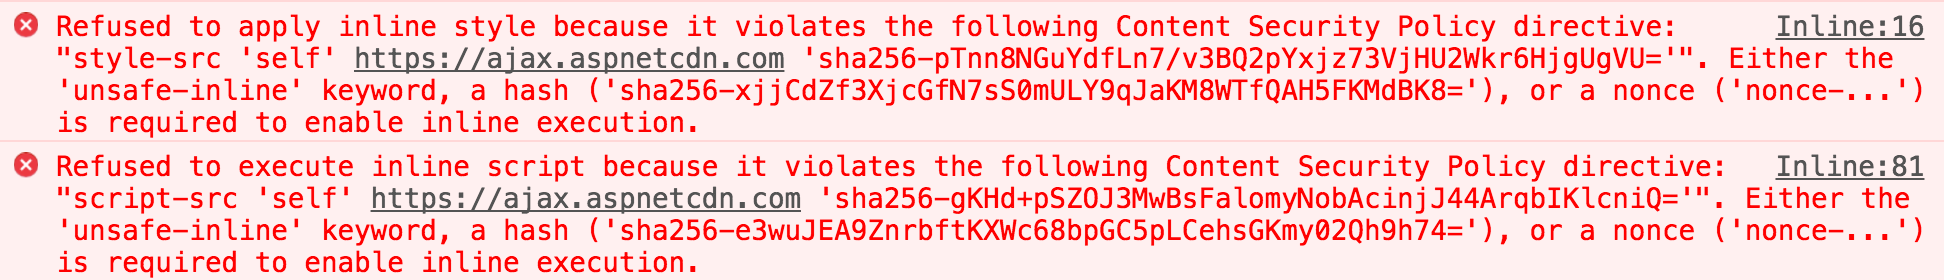 Refused to apply inline style because it violates the following Content Security Policy directive: Inline:16
"style-src 'self' https://ajax.aspnetcdn.com 'sha256-pTnn8NGuYdfLn7/v3BQ2pYxjz73VjHU2Wkr6HjgUgVU='". Either the
'unsafe-inline' keyword, a hash ('sha256-xjjCdZf3XjcGfN7sS0mULY9qJaKM8WTfQAH5FKMdBK8='), or a nonce ('nonce-...')
is required to enable inline execution.
Refused to execute inline script because it violates the following Content Security Policy directive: Inline:81
"script-src 'self' https://ajax.aspnetcdn.com 'sha256-gKHd+pSZOJ3MwBsFalomyNobAcinjJ44ArqbIKlcniQ='". Either the
'unsafe-inline' keyword, a hash ('sha256-e3wuJEA9ZnrbftKXWc68bpGC5pLCehsGKmy02Qh9h74='), or a nonce ('nonce-...')
is required to enable inline execution.